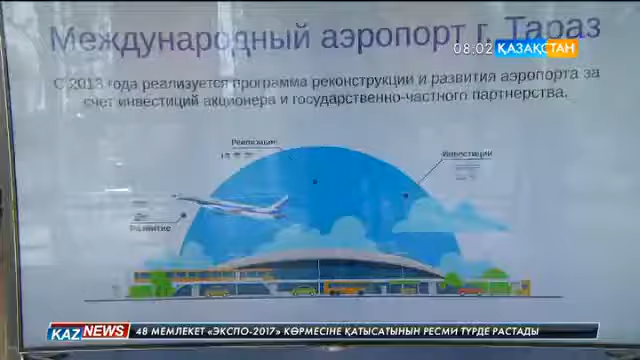 Международный аэропорт г. Тараз
08:02 ҚАЗАҚСТАН
С 2013 года реализуется программа реконструкции и развития аэропорта за
счет инвестиций акционера и государственно-частного партнерства.
Реализация
Инвестиции
Развитие
KAZ NEWS 48 МЕМЛЕКЕТ «ЭКСПО-2017» КӨРМЕСІНЕ ҚАТЫСАТЫНЫН РЕСМИ ТҮРДЕ РАСТАДЫ